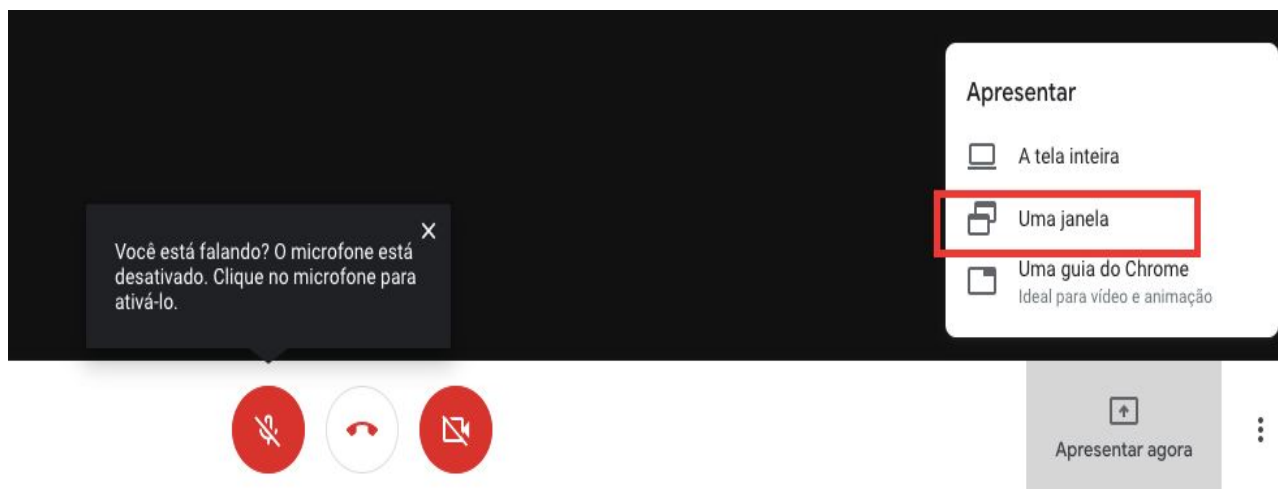 Apresentar
A tela inteira
Uma janela
Uma guia do Chrome
Ideal para vídeo e animação
Você está falando? O microfone está
desativado. Clique no microfone para
ativá-lo.
Apresentar agora